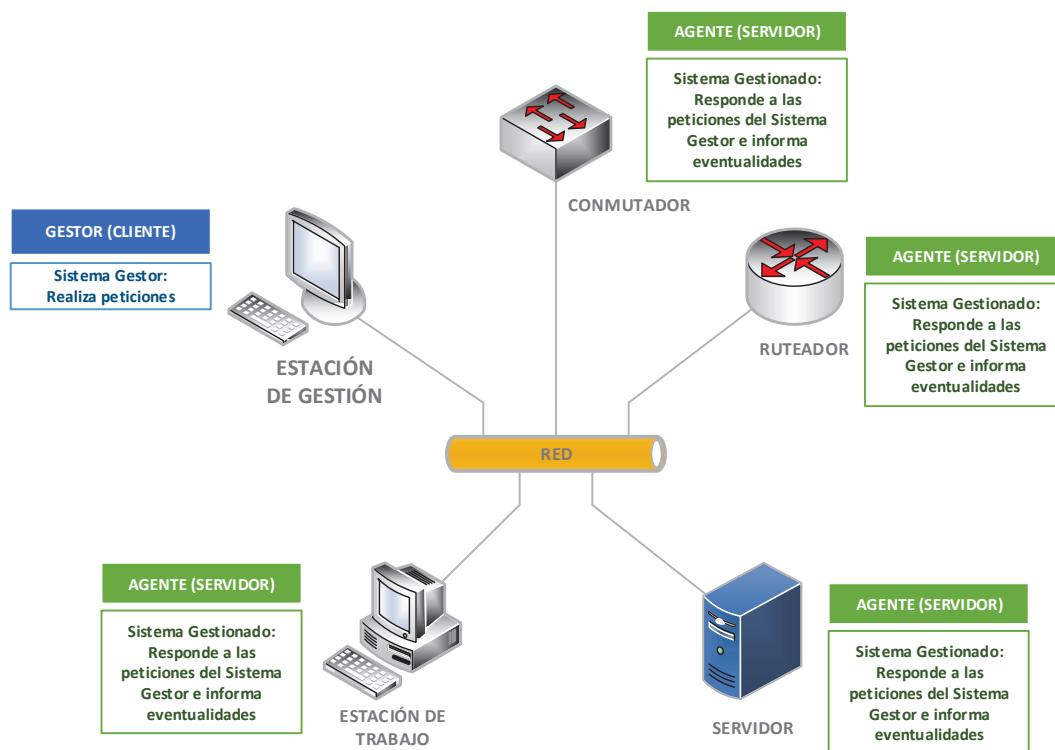 AGENTE (SERVIDOR)
Sistema Gestionado:
Responde a las
peticiones del Sistema
Gestor e informa
eventualidades
CONMUTADOR
GESTOR (CLIENTE)
Sistema Gestor:
Realiza peticiones
ESTACIÓN
DE GESTIÓN
AGENTE (SERVIDOR)
Sistema Gestionado:
Responde a las
peticiones del Sistema
Gestor e informa
eventualidades
RUTEADOR
RED
AGENTE (SERVIDOR)
Sistema Gestionado:
Responde a las
peticiones del Sistema
Gestor e informa
eventualidades
ESTACIÓN DE
TRABAJO
AGENTE (SERVIDOR)
Sistema Gestionado:
Responde a las
peticiones del Sistema
Gestor e informa
eventualidades
SERVIDOR